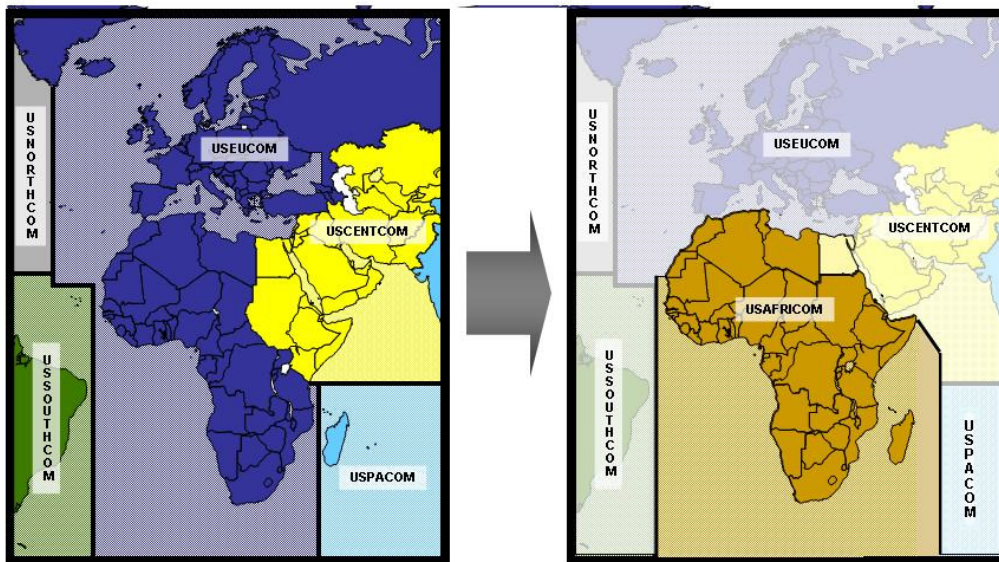 USNORTHCOM
USEUCOM
USCENTCOM
USSOUTHCOM
USPACOM
USNORTHCOM
USEUCOM
USCENTCOM
USAFRICOM
USSOUTHCOM
USPACOM